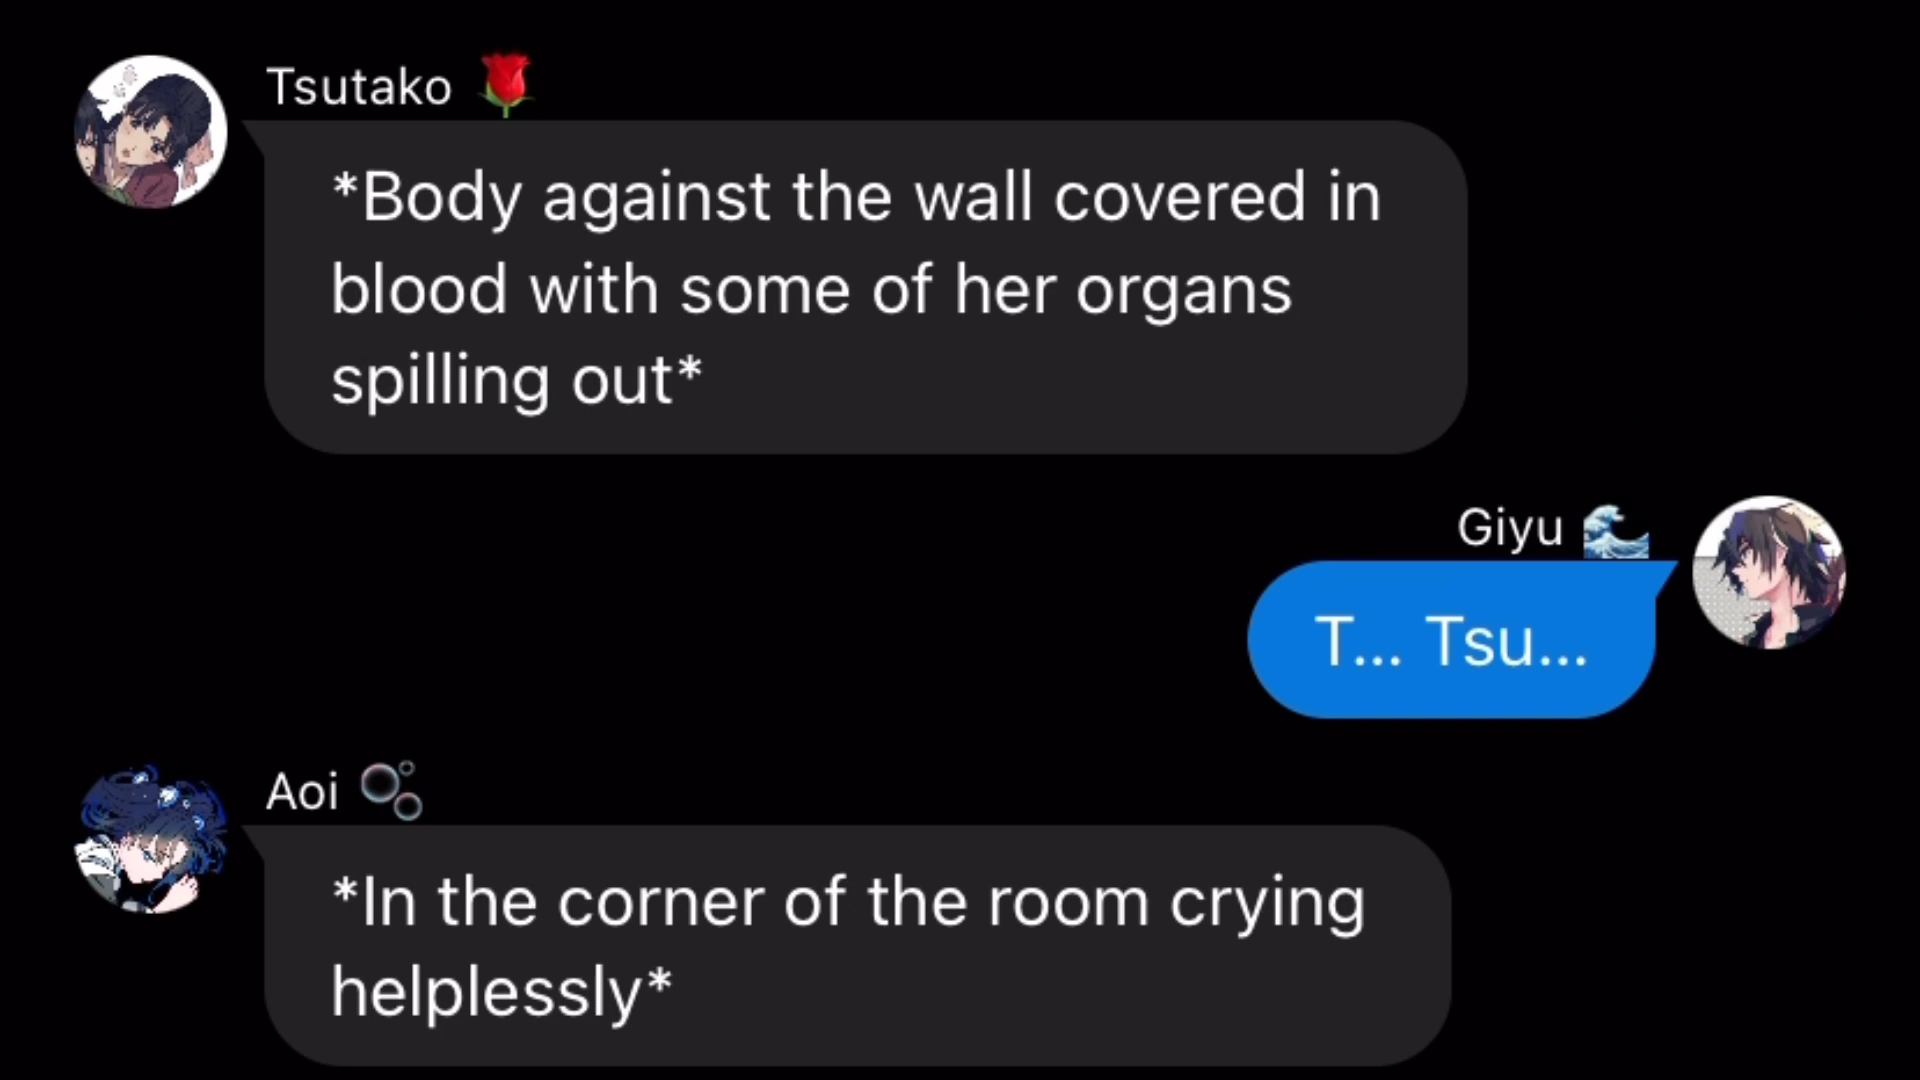 Tsutako 🌹
*Body against the wall covered in
blood with some of her organs
spilling out*
Giyu 🌊
T... Tsu...
Aoi 🫧
*In the corner of the room crying
helplessly*